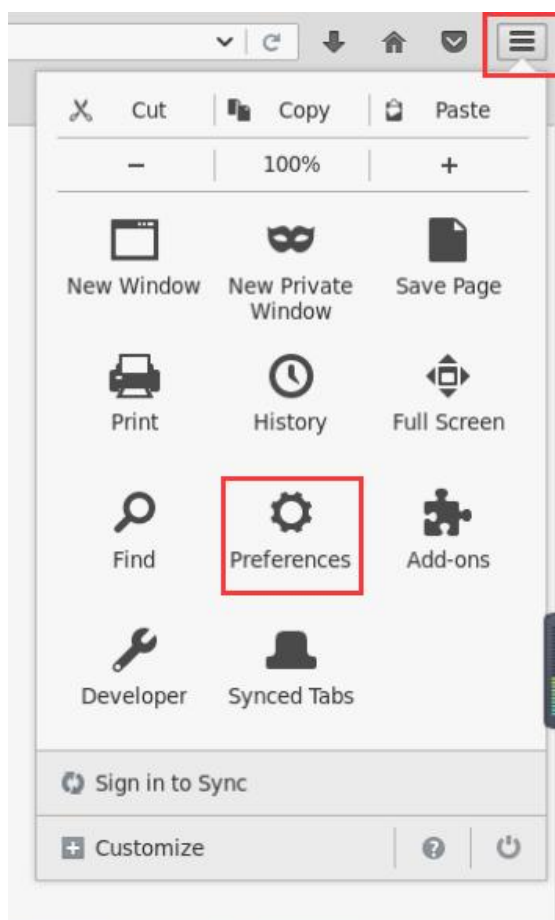 Cut Copy Paste
− 100% +
New Window New Private Window Save Page
Print History Full Screen
Find Preferences Add-ons
Developer Synced Tabs
Sign in to Sync
Customize